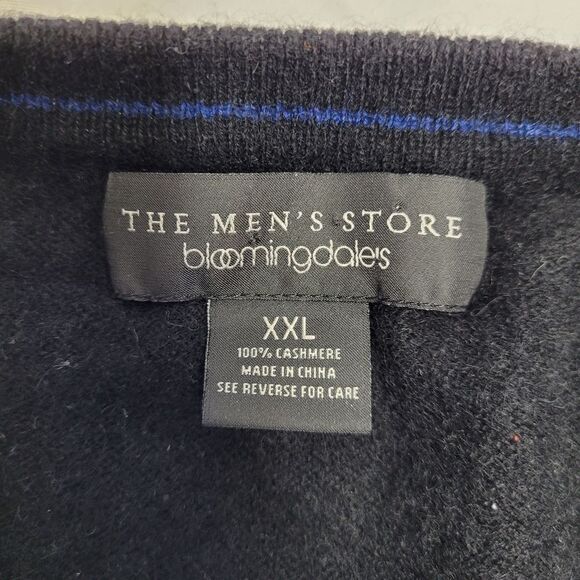 THE MEN'S STORE
bloomingdale's
XXL
100% CASHMERE
MADE IN CHINA
SEE REVERSE FOR CARE